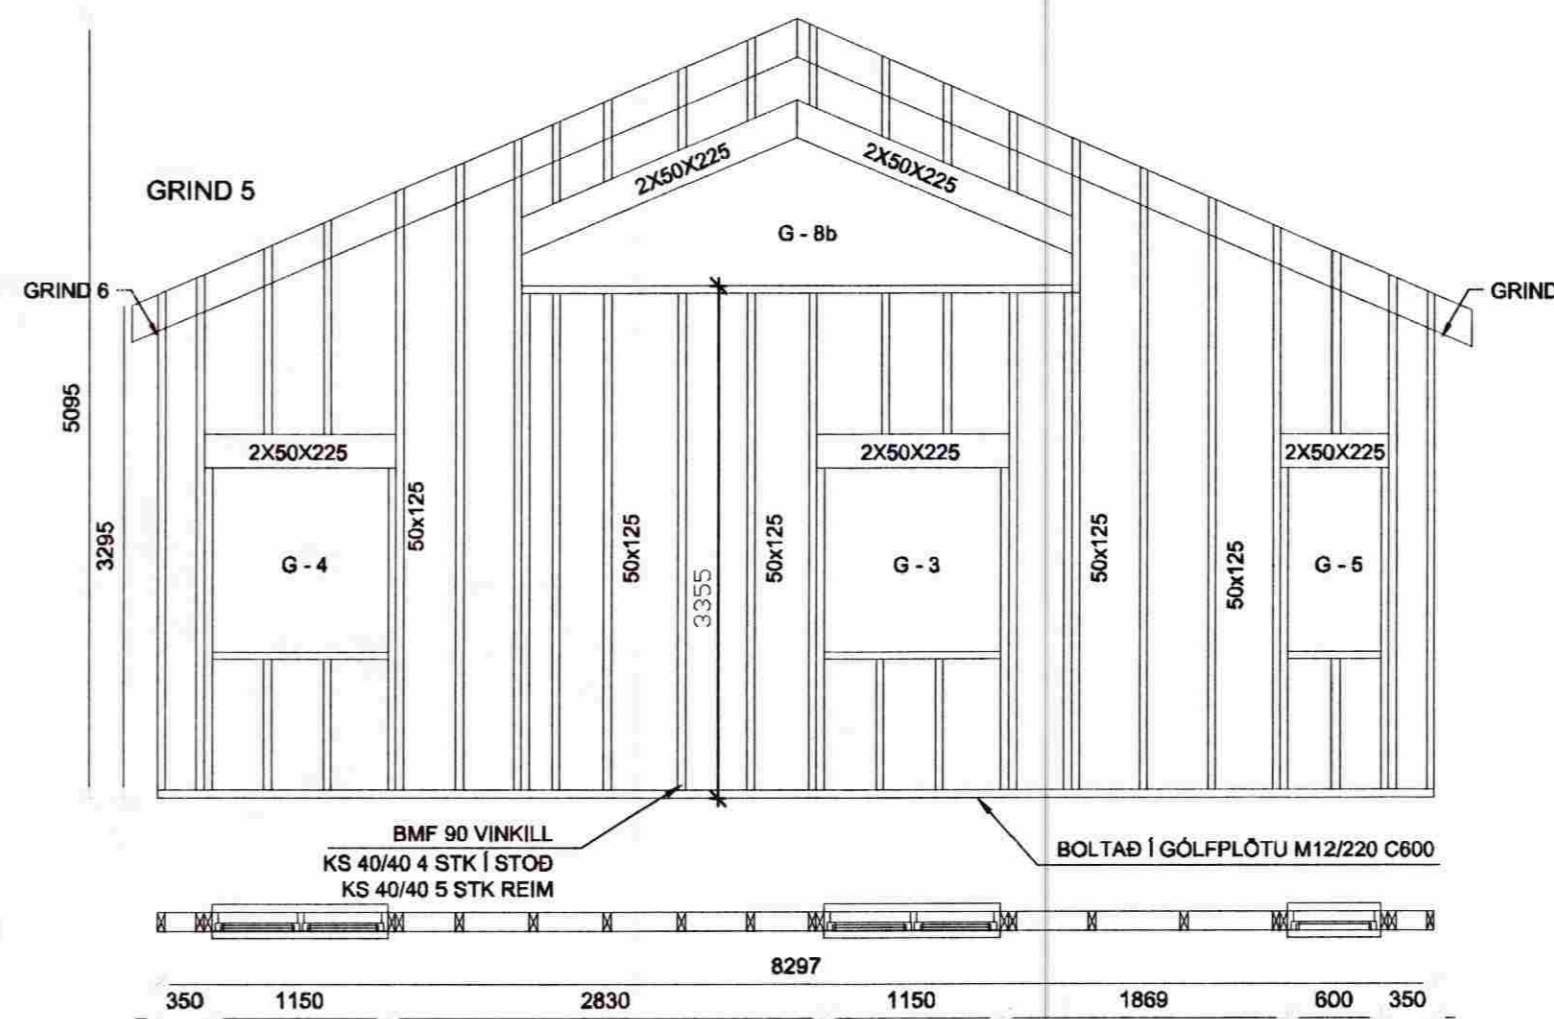 2X50X225
2X50X225
GRIND 5
G - 8b
GRIND 6
GRIND
5095
2X50X225
2X50X225
2X50X225
50x125
3295
50x125
50x125
50x125
50x125
G - 4
G - 3
G - 5
3355
BMF 90 VINKILL
KS 40/40 4 STK Í STOÐ
KS 40/40 5 STK REIM
BOLTAÐ Í GÓLFPLÖTU M12/220 C600
8297
350 1150 2830 1150 1869 600 350